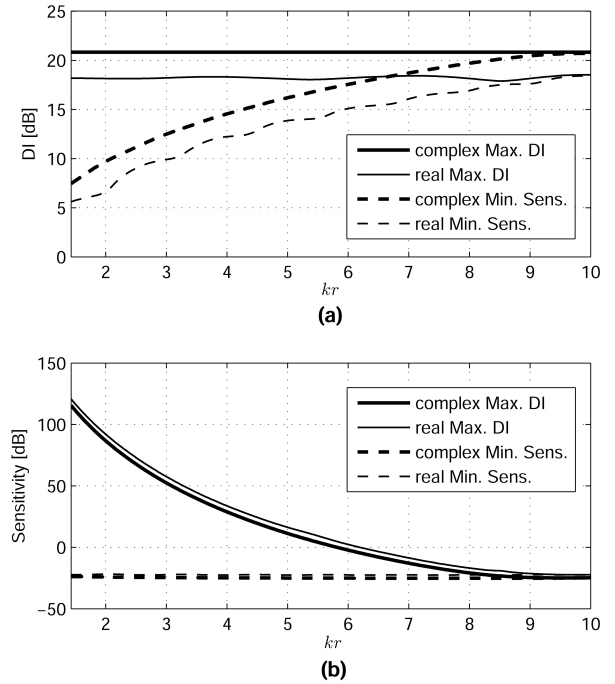 25
20
15
10
5
0
DI [dB]
complex Max. DI
real Max. DI
complex Min. Sens.
real Min. Sens.
2 3 4 5 6 7 8 9 10
kr
(a)
150
100
50
0
−50
Sensitivity [dB]
complex Max. DI
real Max. DI
complex Min. Sens.
real Min. Sens.
2 3 4 5 6 7 8 9 10
kr
(b)